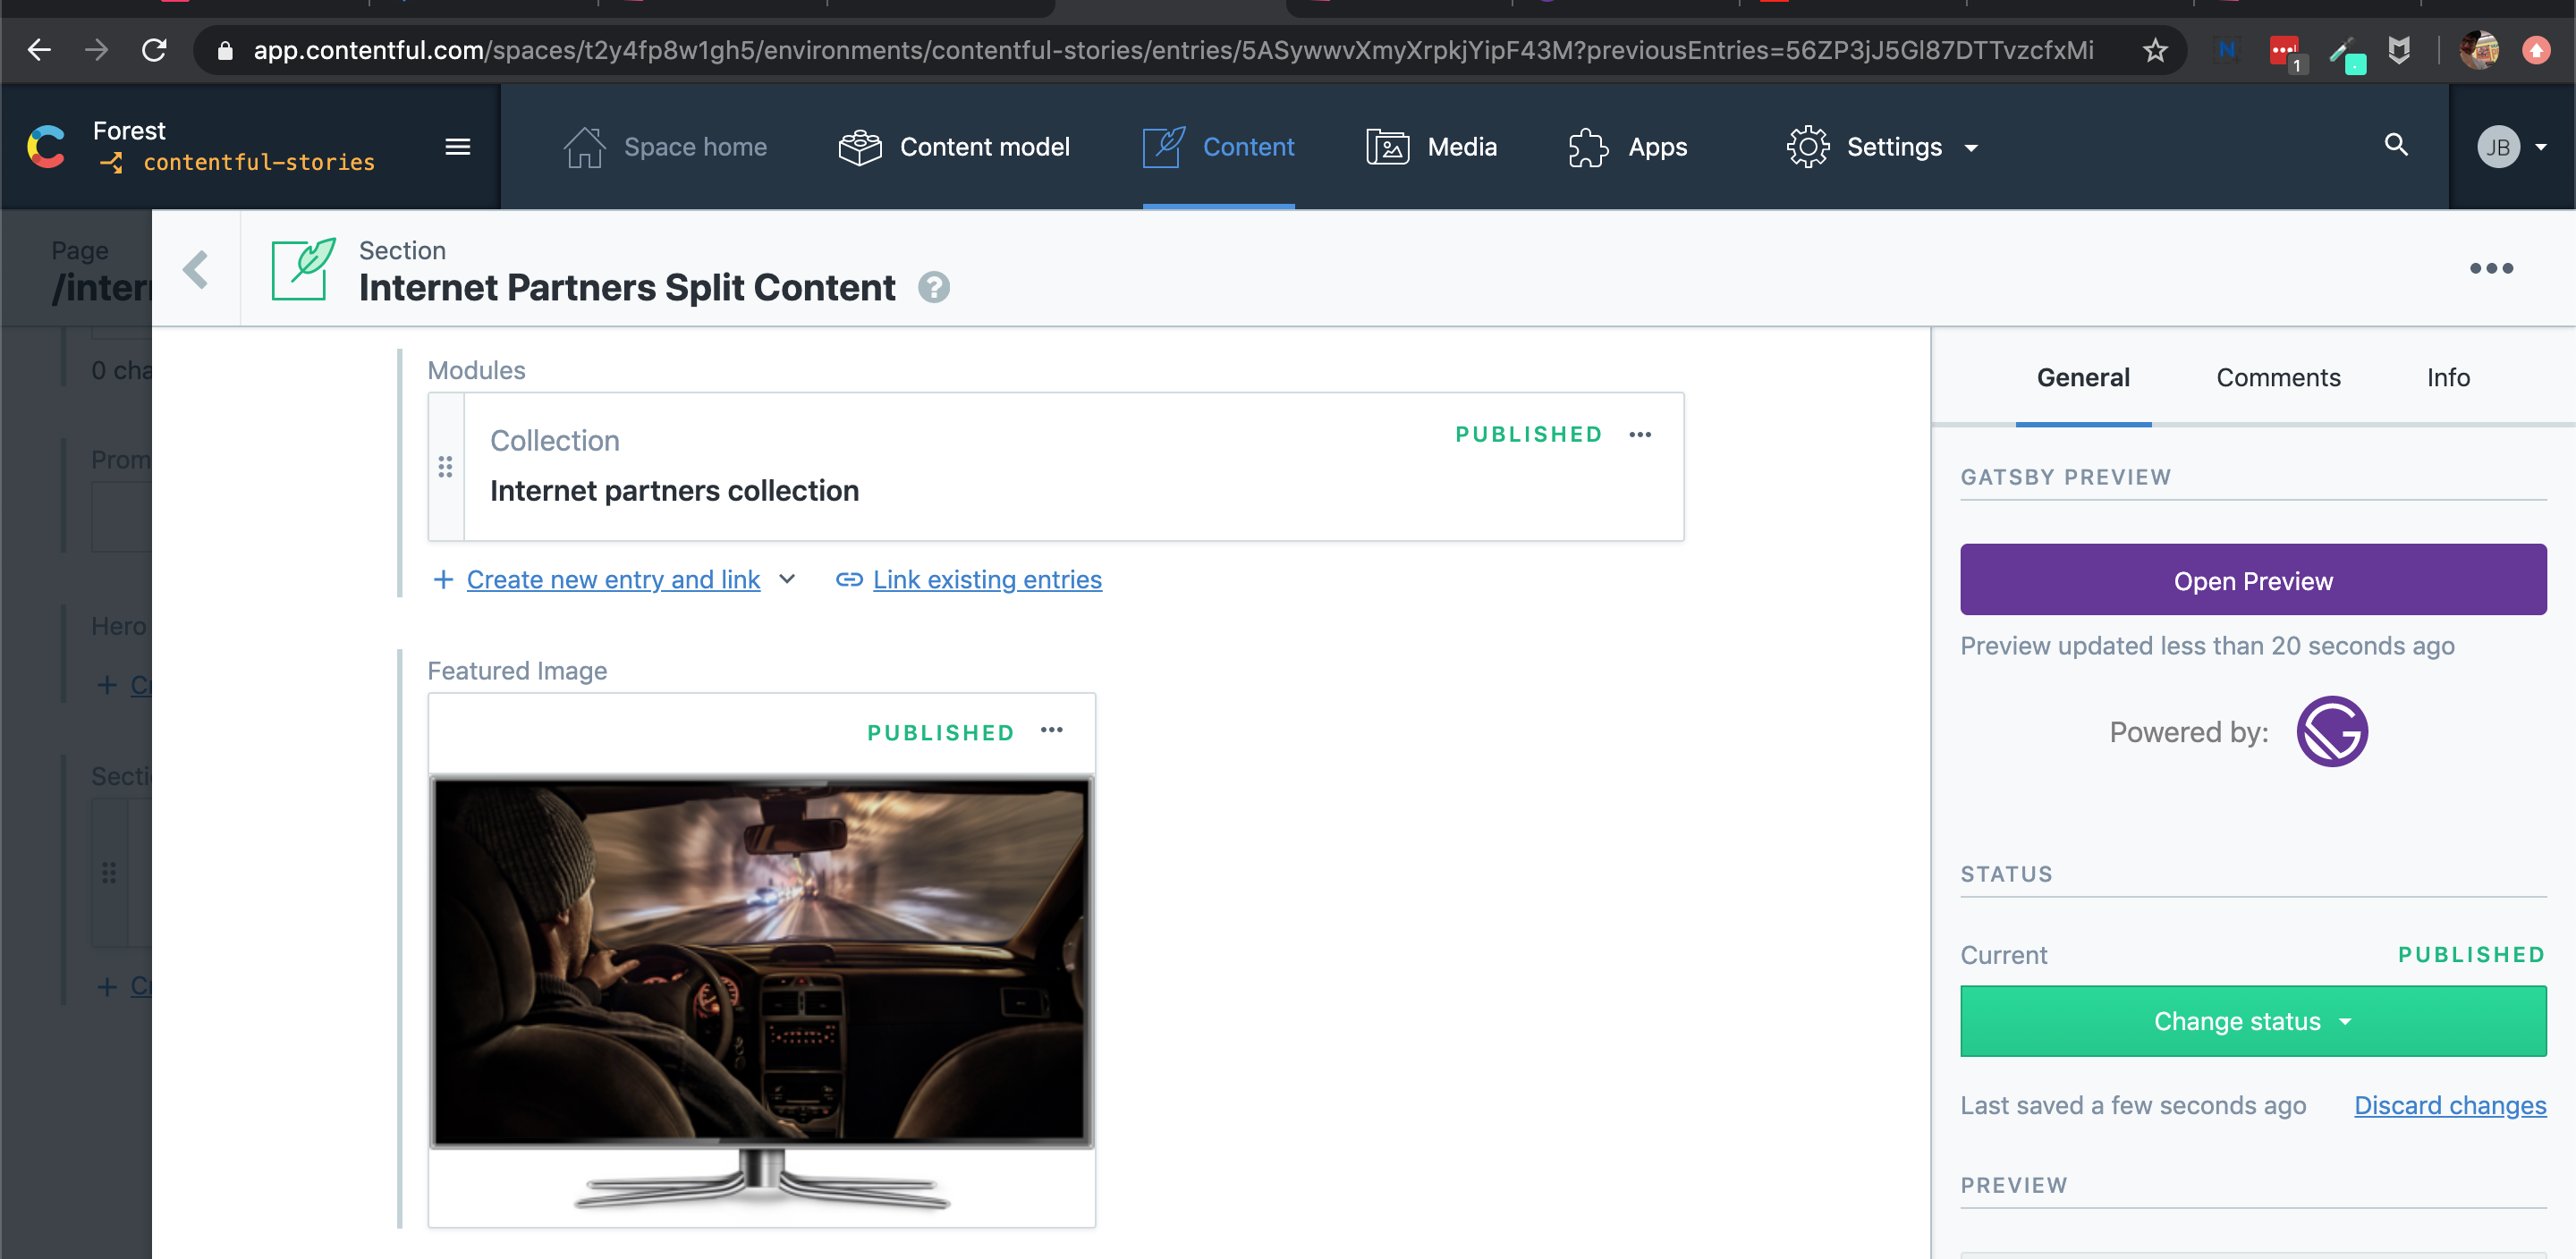 app.contentful.com/spaces/t2y4fp8w1gh5/environments/contentful-stories/entries/5ASywwvXmyXrpkjYipF43M?previousEntries=56ZP3jJ5Gl87DTTvzcfxMi
N
1
Forest
contentful-stories
Space home
Content model
Content
Media
Apps
Settings
JB
Page
/inter
Section
Internet Partners Split Content
?
0 cha
Prom
Hero
+ Cr
Secti
+ Cr
Modules
Collection
PUBLISHED
Internet partners collection
+ Create new entry and link
Link existing entries
Featured Image
PUBLISHED
General
Comments
Info
GATSBY PREVIEW
Open Preview
Preview updated less than 20 seconds ago
Powered by:
STATUS
Current
PUBLISHED
Change status
Last saved a few seconds ago
Discard changes
PREVIEW